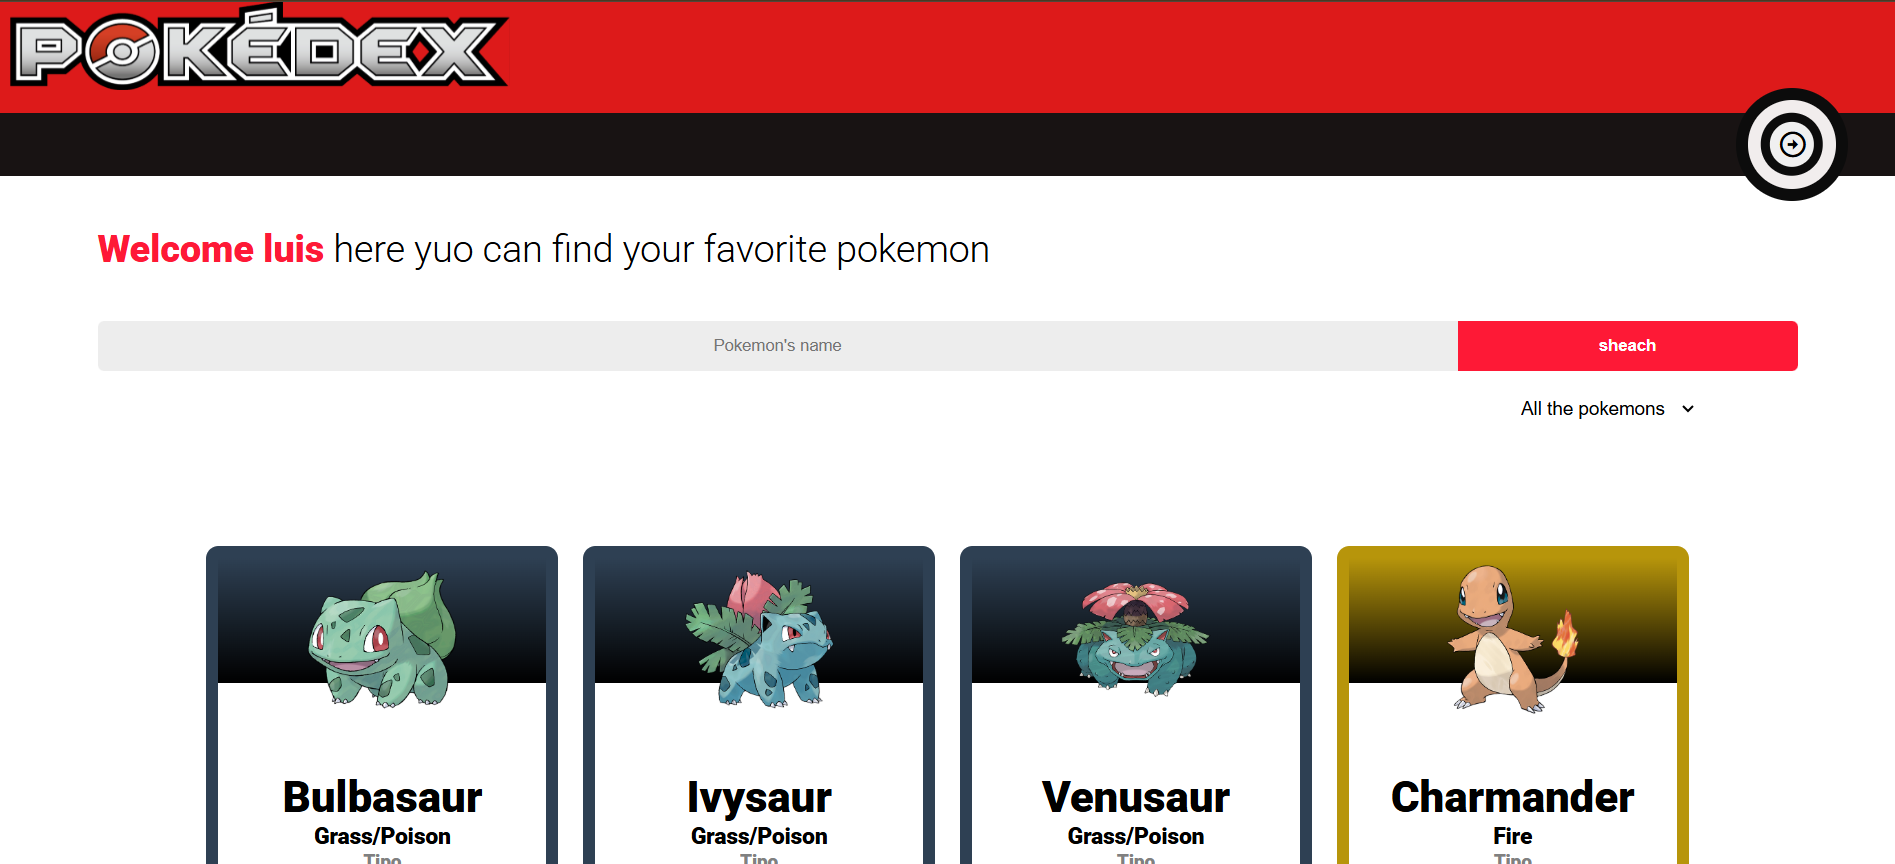 POKÉDEX
Welcome luis here yuo can find your favorite pokemon
Pokemon's name
sheach
All the pokemons
Bulbasaur
Grass/Poison
Tipo
Ivysaur
Grass/Poison
Tipo
Venusaur
Grass/Poison
Tipo
Charmander
Fire
Tipo